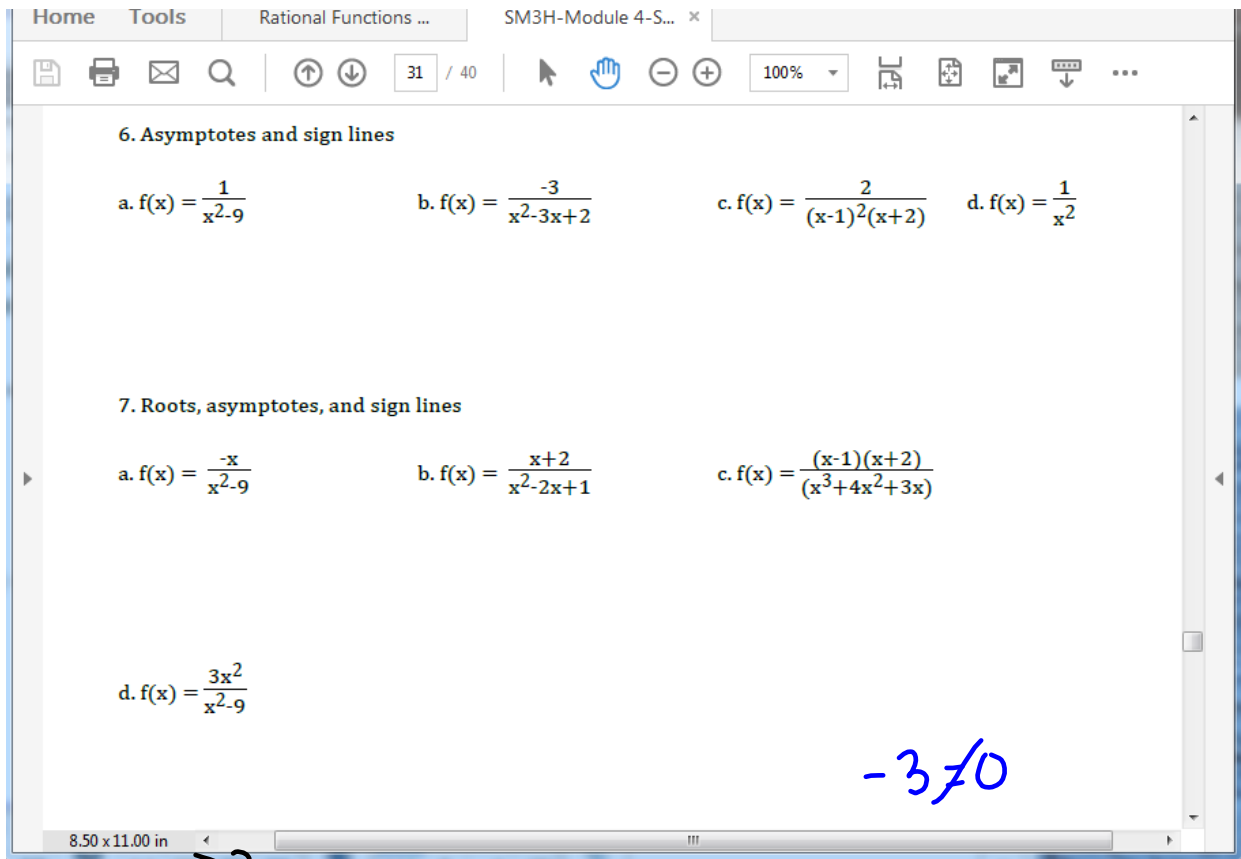 Home Tools Rational Functions ... SM3H-Module 4-S... ×
31 / 40 100%
6. Asymptotes and sign lines
a. f(x) = 1/(x²-9) b. f(x) = -3/(x²-3x+2) c. f(x) = 2/((x-1)²(x+2)) d. f(x) = 1/x²
7. Roots, asymptotes, and sign lines
a. f(x) = -x/(x²-9) b. f(x) = x+2/(x²-2x+1) c. f(x) = (x-1)(x+2)/(x³+4x²+3x)
d. f(x) = 3x²/(x²-9)
-3≠0
8.50 x 11.00 in